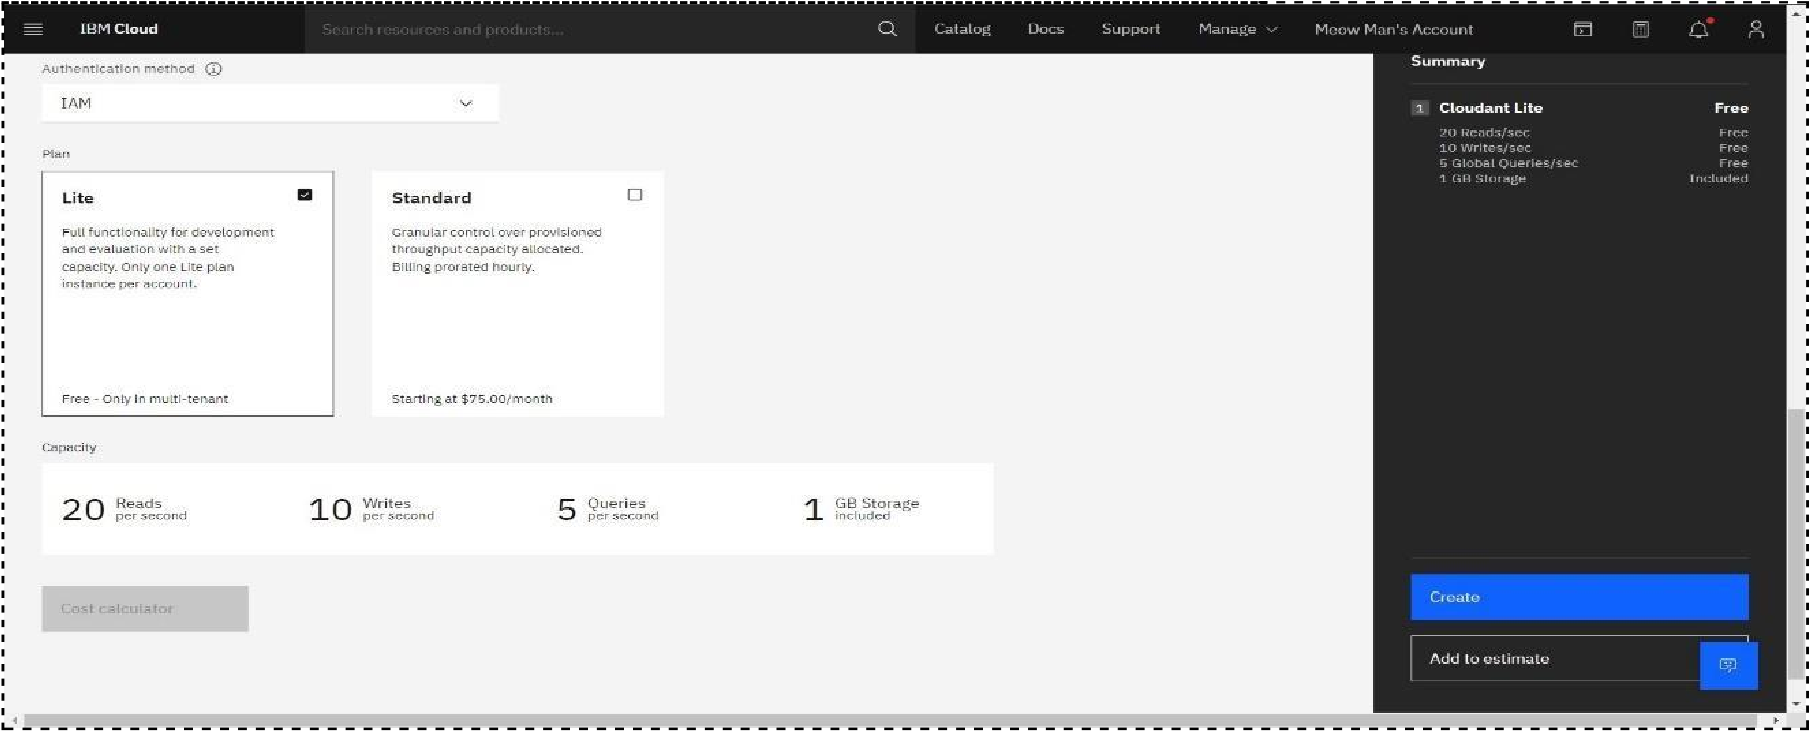 IBM Cloud
Search resources and products...
Catalog
Docs
Support
Manage
Meow Man's Account
Authentication method
IAM
Plan
Lite
Full functionality for development
and evaluation with a set
capacity. Only one Lite plan
instance per account.
Free - Only in multi-tenant
Standard
Granular control over provisioned
throughput capacity allocated.
Billing prorated hourly.
Starting at $75.00/month
Capacity
20 Reads
per second
10 Writes
per second
5 Queries
per second
1 GB Storage
included
Cost calculator
Summary
1 Cloudant Lite Free
20 Reads/sec Free
10 Writes/sec Free
5 Global Queries/sec Free
1 GB Storage Included
Create
Add to estimate